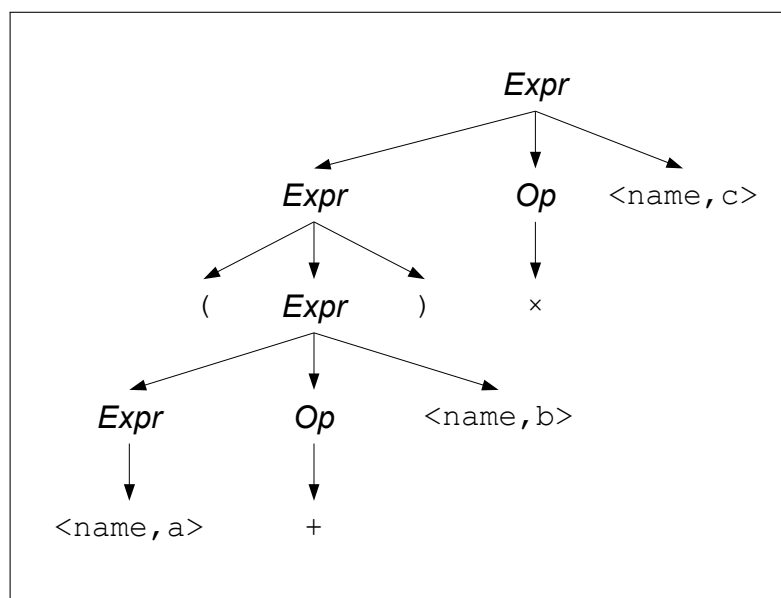 Expr
Expr Op <name,c>
( Expr ) ×
Expr Op <name,b>
<name,a> +